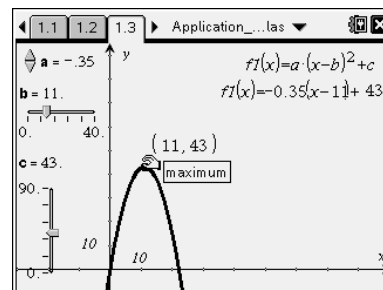 1.1 1.2 1.3 Application_...las
a = -.35
y
f1(x)=a·(x-b)²+c
f1(x)=-0.35(x-11)+ 43
b = 11.
0. 40.
(11, 43)
maximum
c = 43.
90.
10
10
0.
x